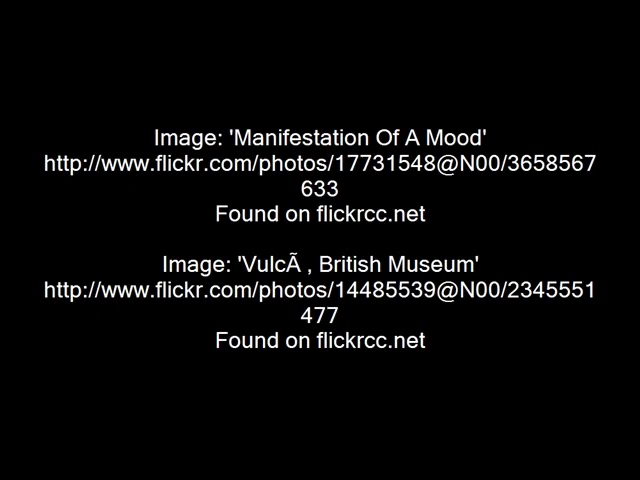 Image: 'Manifestation Of A Mood'
http://www.flickr.com/photos/17731548@N00/3658567
633
Found on flickrcc.net
Image: 'VulcÃ , British Museum'
http://www.flickr.com/photos/14485539@N00/2345551
477
Found on flickrcc.net